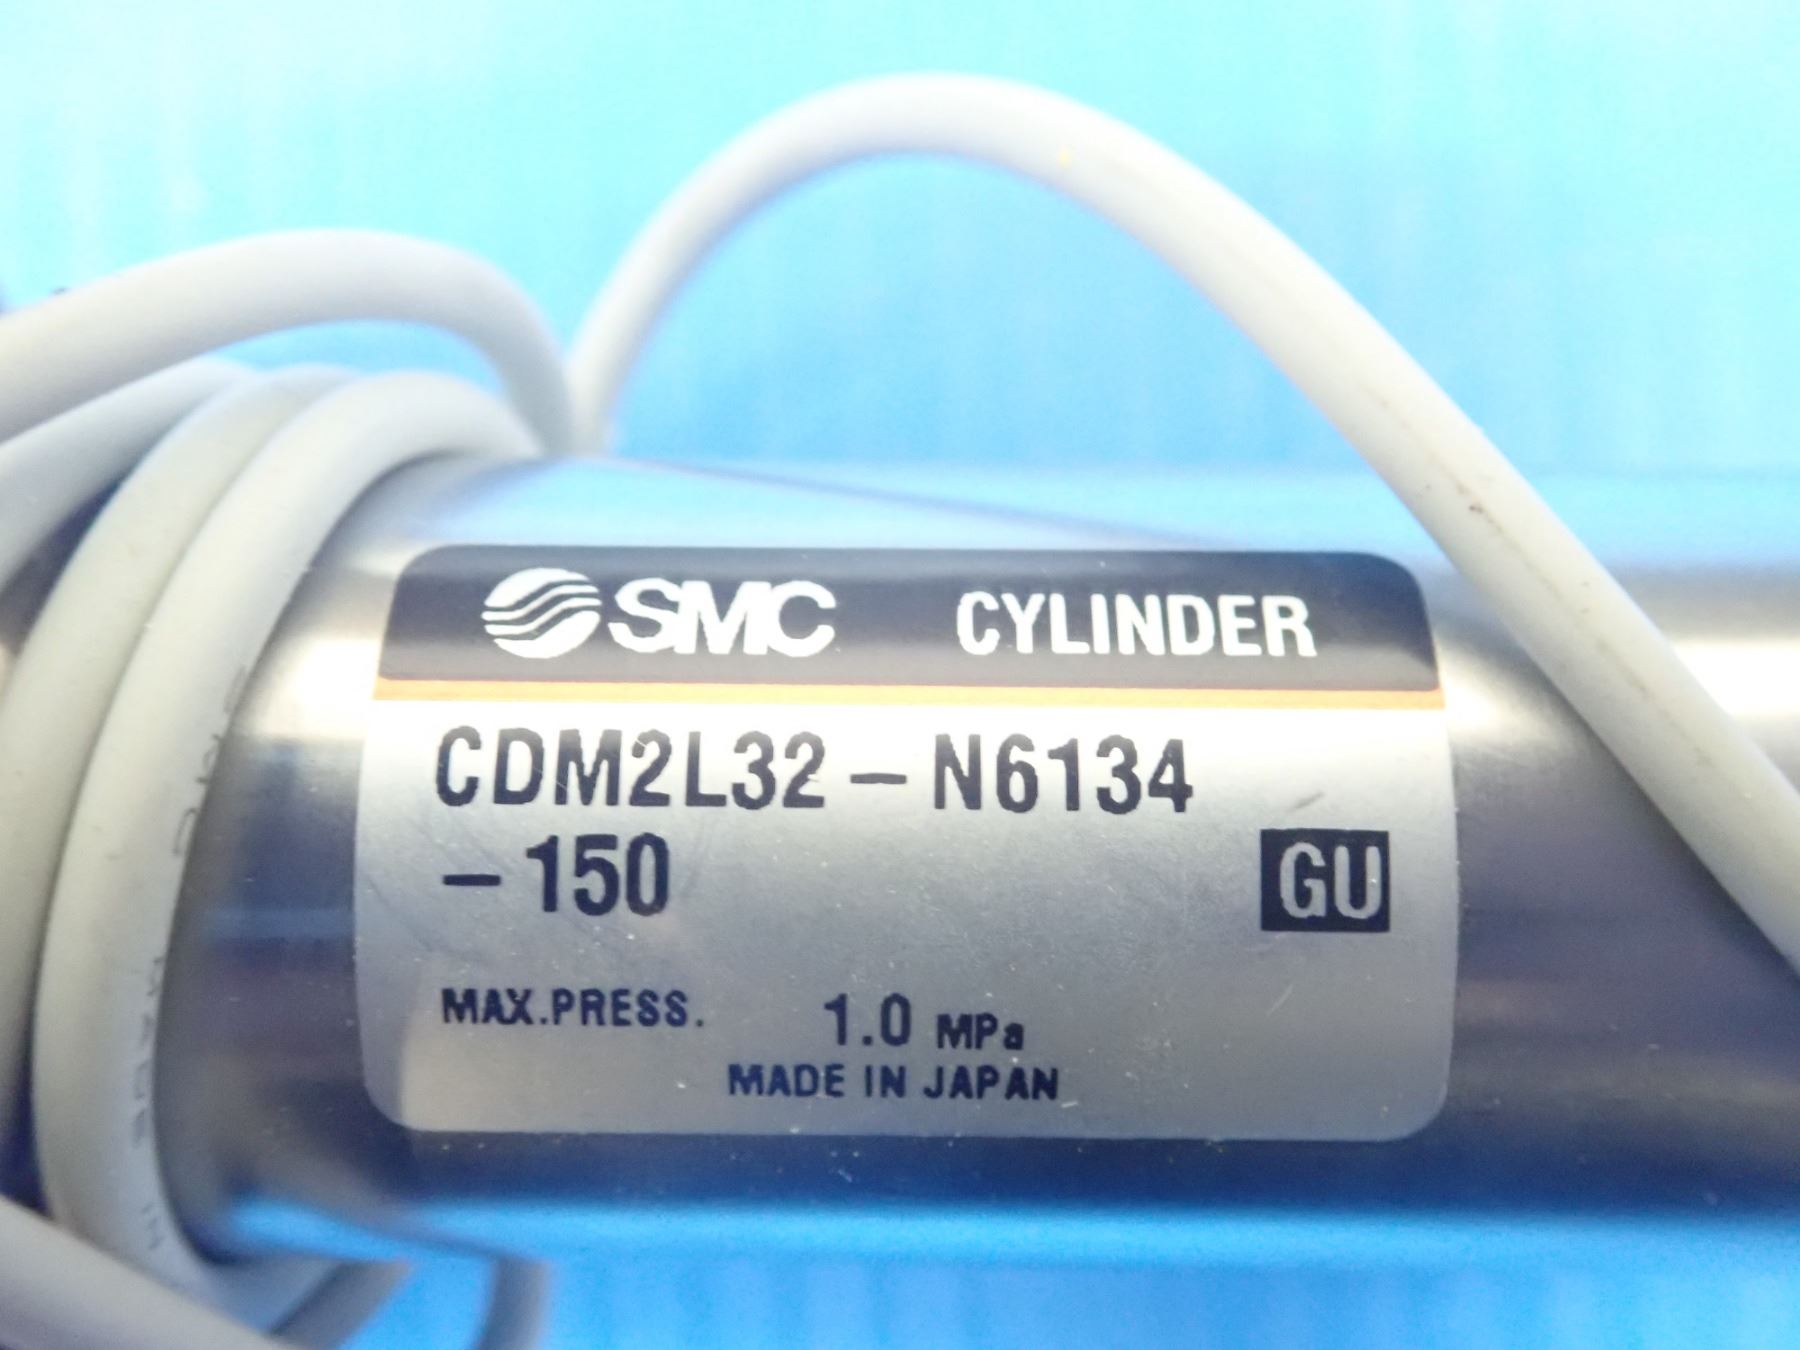 SMC CYLINDER
CDM2L32-N6134
-150
GU
MAX.PRESS. 1.0 MPa
MADE IN JAPAN